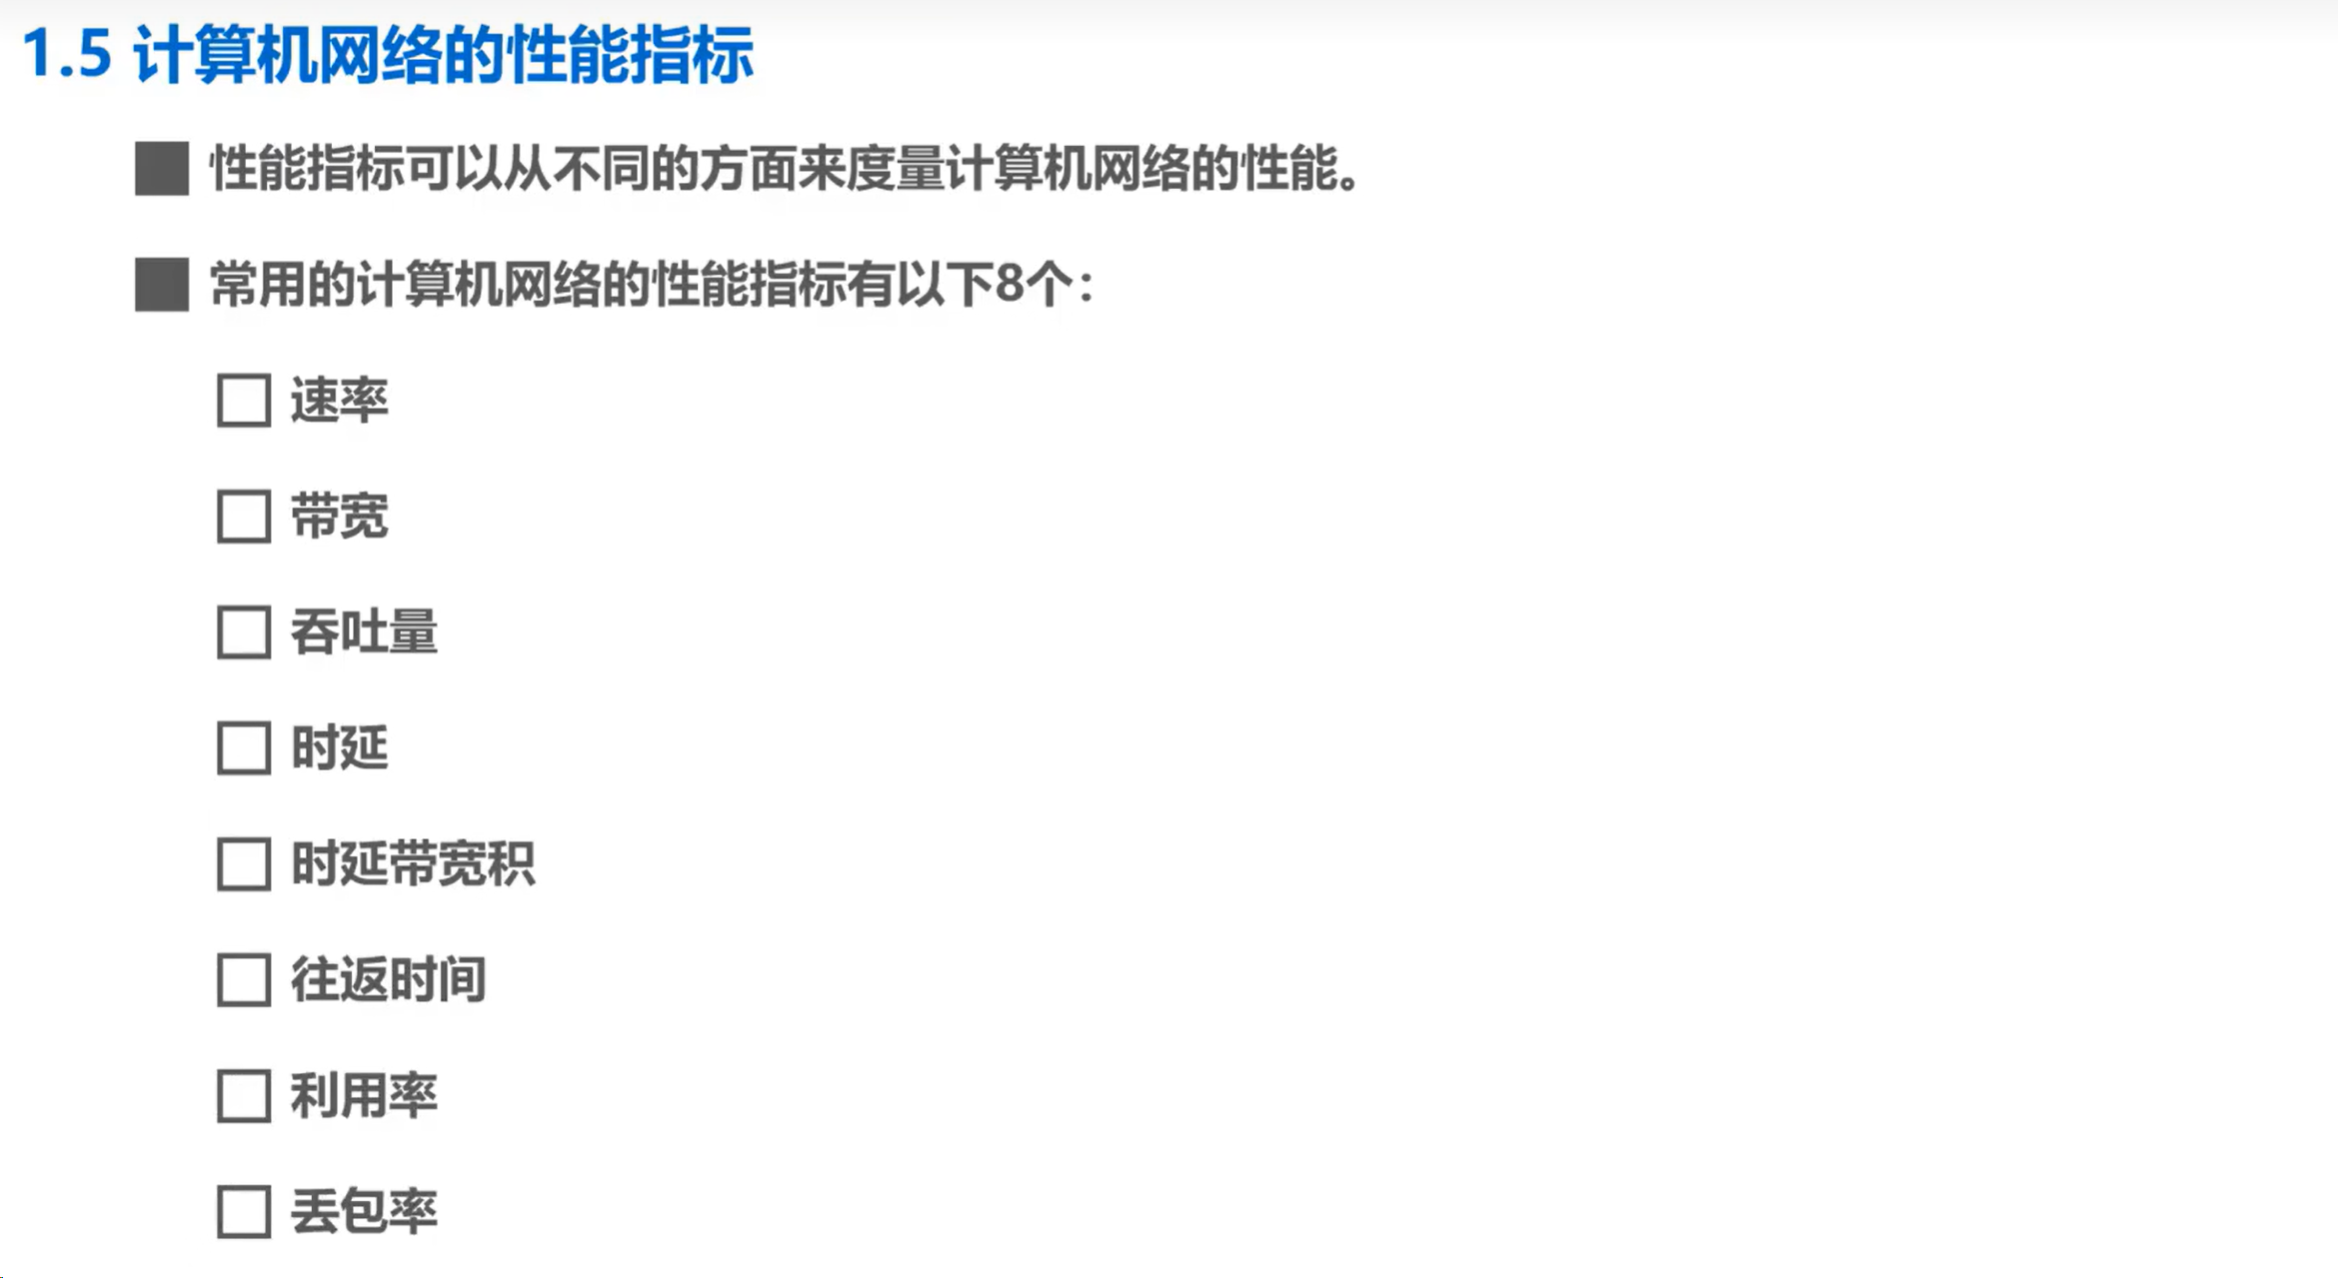 1.5 计算机网络的性能指标
性能指标可以从不同的方面来度量计算机网络的性能。
常用的计算机网络的性能指标有以下8个：
速率
带宽
吞吐量
时延
时延带宽积
往返时间
利用率
丢包率